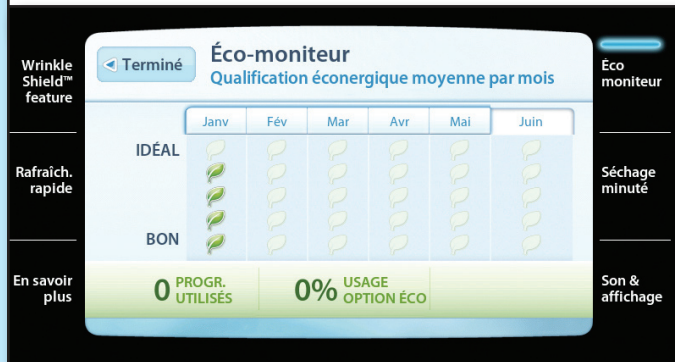 Wrinkle
Shield™
feature
Rafraîch.
rapide
En savoir
plus
Terminé
Éco-moniteur
Qualification éconergique moyenne par mois
Janv Fév Mar Avr Mai Juin
IDÉAL
BON
0 PROGR.
UTILISÉS
0% USAGE
OPTION ÉCO
Éco
moniteur
Séchage
minuté
Son &
affichage